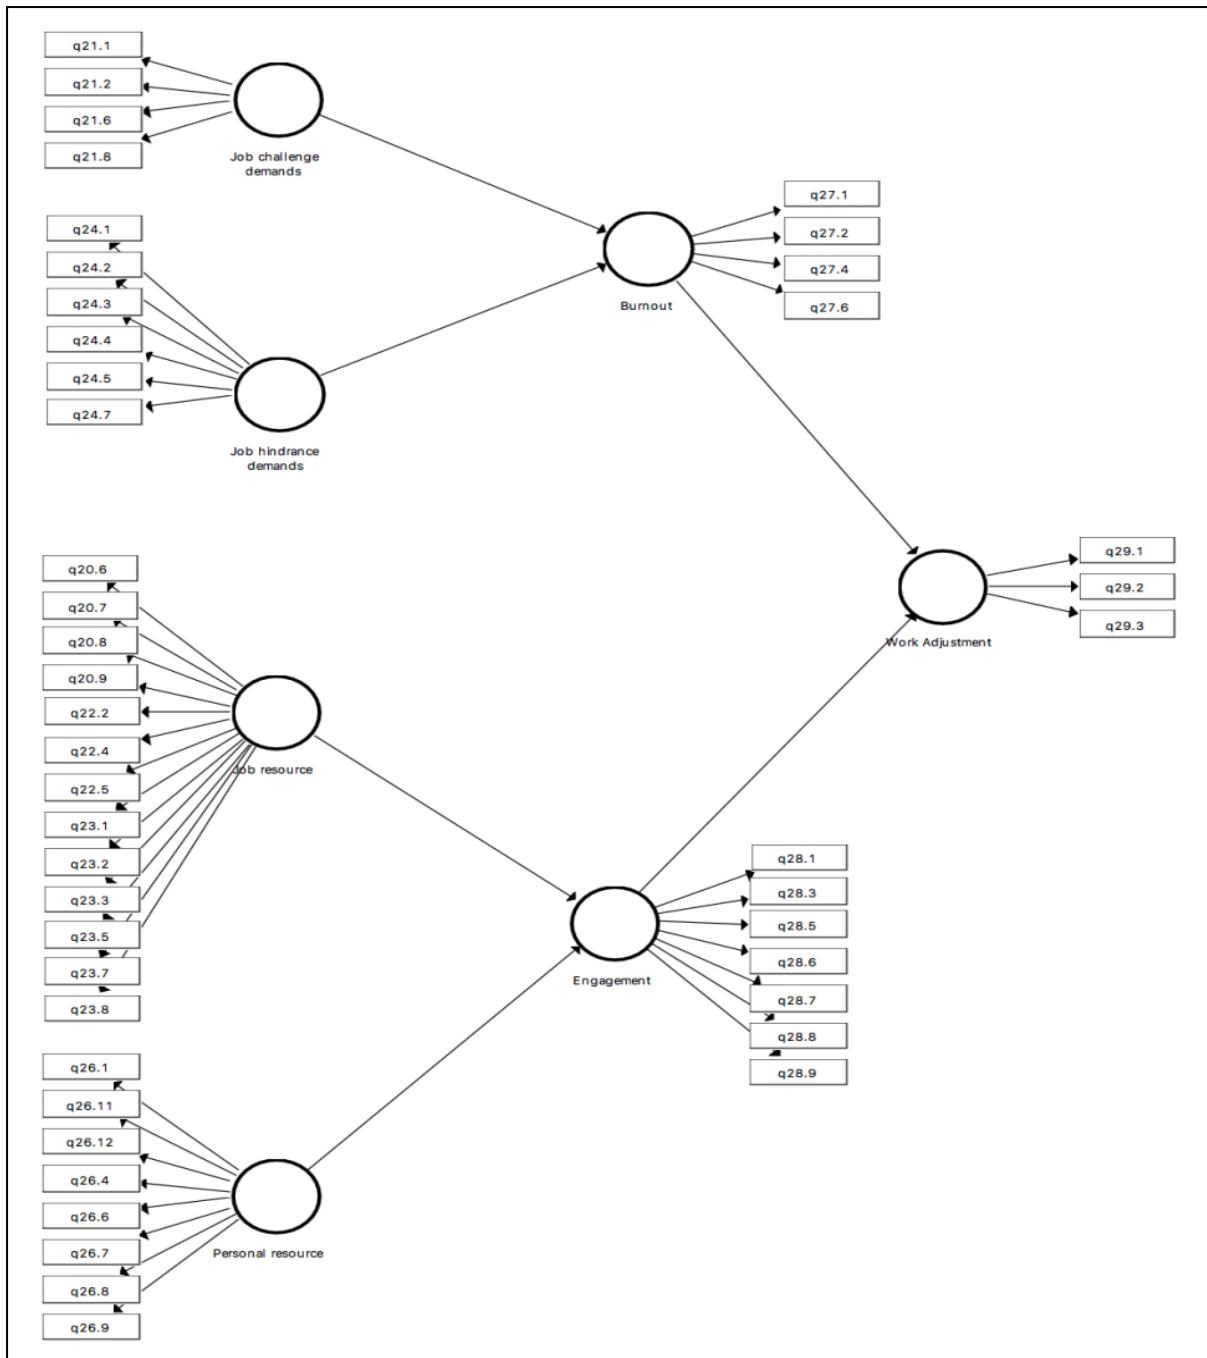 q21.1
q21.2
q21.6
q21.8
Job challenge
demands
q24.1
q24.2
q24.3
q24.4
q24.5
q24.7
Job hindrance
demands
q27.1
q27.2
q27.4
q27.6
Burnout
q29.1
q29.2
q29.3
Work Adjustment
q20.6
q20.7
q20.8
q20.9
q22.2
q22.4
q22.5
q23.1
q23.2
q23.3
q23.5
q23.7
q23.8
Job resource
q28.1
q28.3
q28.5
q28.6
q28.7
q28.8
q28.9
Engagement
q26.1
q26.11
q26.12
q26.4
q26.6
q26.7
q26.8
q26.9
Personal resource